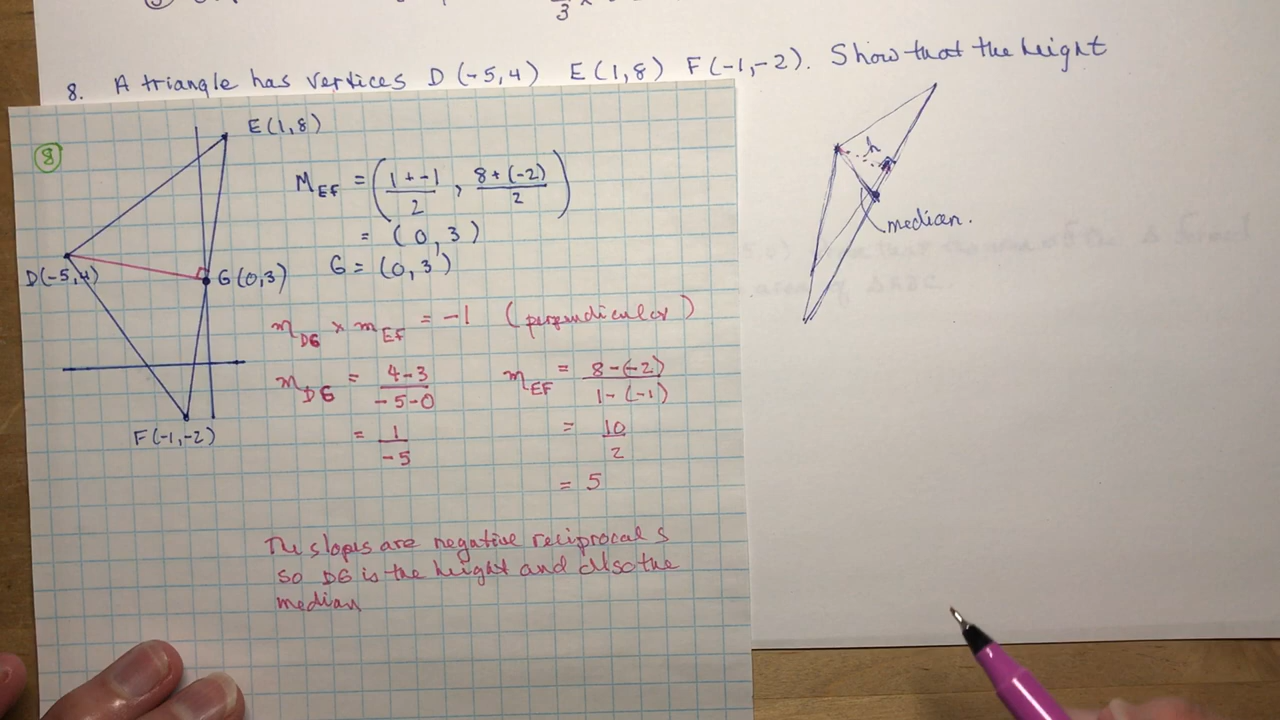 3
8. A triangle has vertices D (-5,4) E (1,8) F (-1,-2). Show that the height
8
E (1,8)
D(-5,4)
G(0,3)
F(-1,-2)
M_EF = (1 + -1 / 2 , 8 + (-2) / 2)
= (0,3)
G = (0,3)
m_DG × m_EF = -1 (perpendicular)
m_DG = 4-3 / -5-0
= 1 / -5
m_EF = 8-(-2) / 1-(-1)
= 10 / 2
= 5
The slopes are negative reciprocals
so DG is the height and also the
median
h
median.